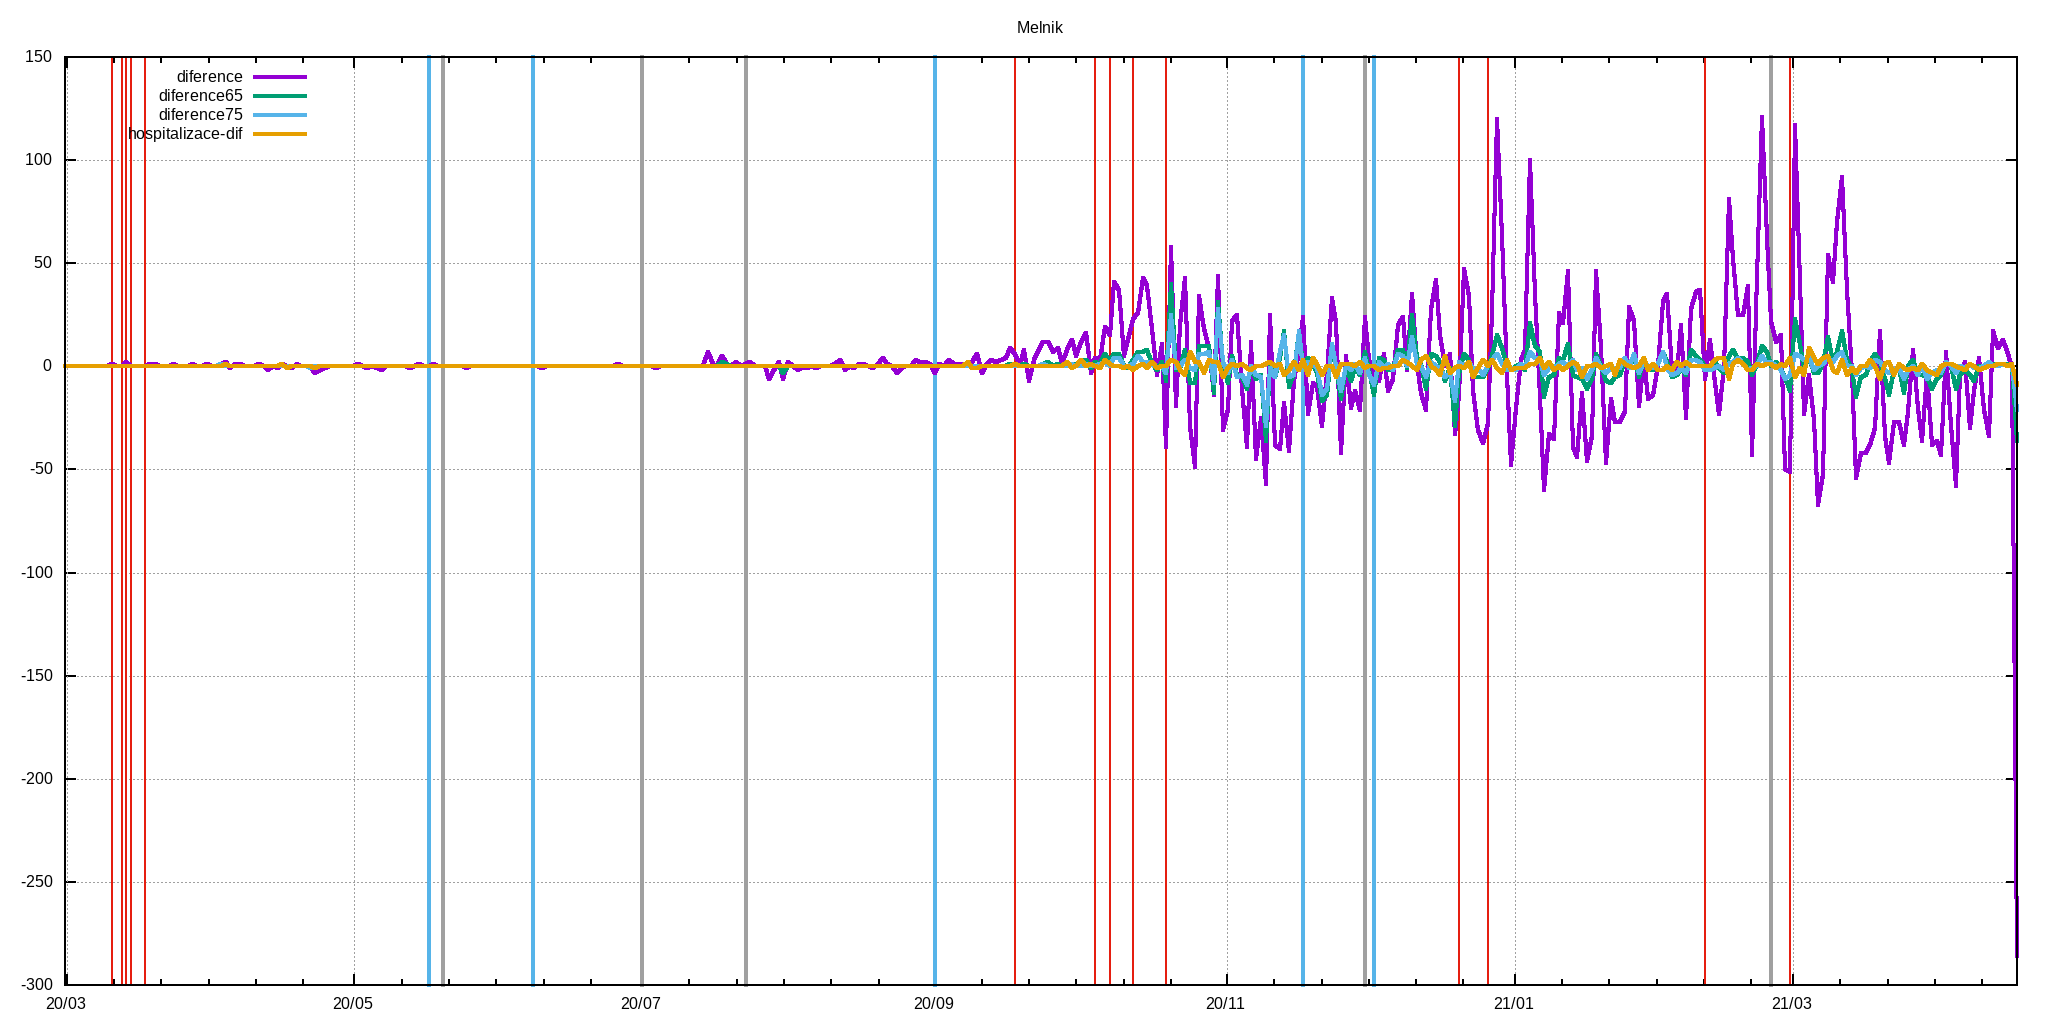 Melnik
150
diference
diference65
diference75
hospitalizace-dif
100
50
0
-50
-100
-150
-200
-250
-300
20/03 20/05 20/07 20/09 20/11 21/01 21/03